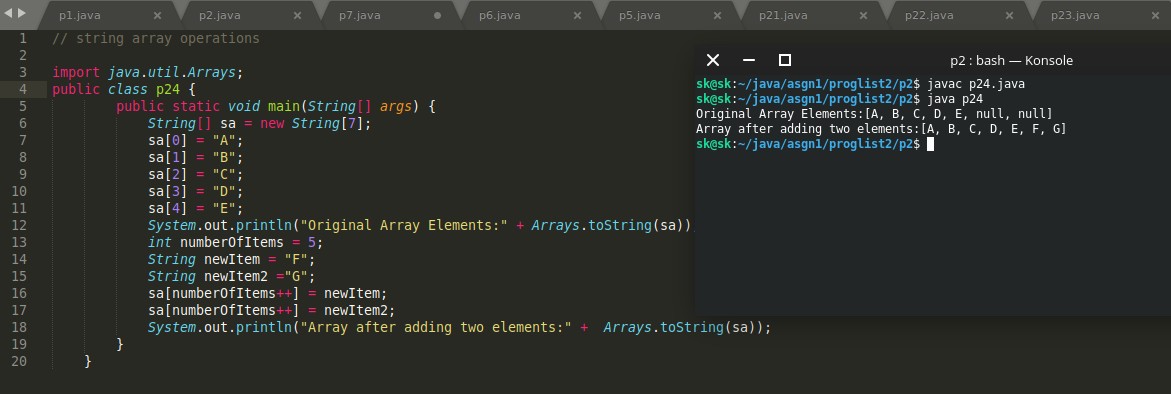 p1.java p2.java p7.java p6.java p5.java p21.java p22.java p23.java
1 // string array operations
2
3 import java.util.Arrays;
4 public class p24 {
5 public static void main(String[] args) {
6 String[] sa = new String[7];
7 sa[0] = "A";
8 sa[1] = "B";
9 sa[2] = "C";
10 sa[3] = "D";
11 sa[4] = "E";
12 System.out.println("Original Array Elements:" + Arrays.toString(sa))
13 int numberOfItems = 5;
14 String newItem = "F";
15 String newItem2 ="G";
16 sa[numberOfItems++] = newItem;
17 sa[numberOfItems++] = newItem2;
18 System.out.println("Array after adding two elements:" +  Arrays.toString(sa));
19 }
20 }
p2 : bash — Konsole
sk@sk:~/java/asgn1/proglist2/p2$ javac p24.java
sk@sk:~/java/asgn1/proglist2/p2$ java p24
Original Array Elements:[A, B, C, D, E, null, null]
Array after adding two elements:[A, B, C, D, E, F, G]
sk@sk:~/java/asgn1/proglist2/p2$